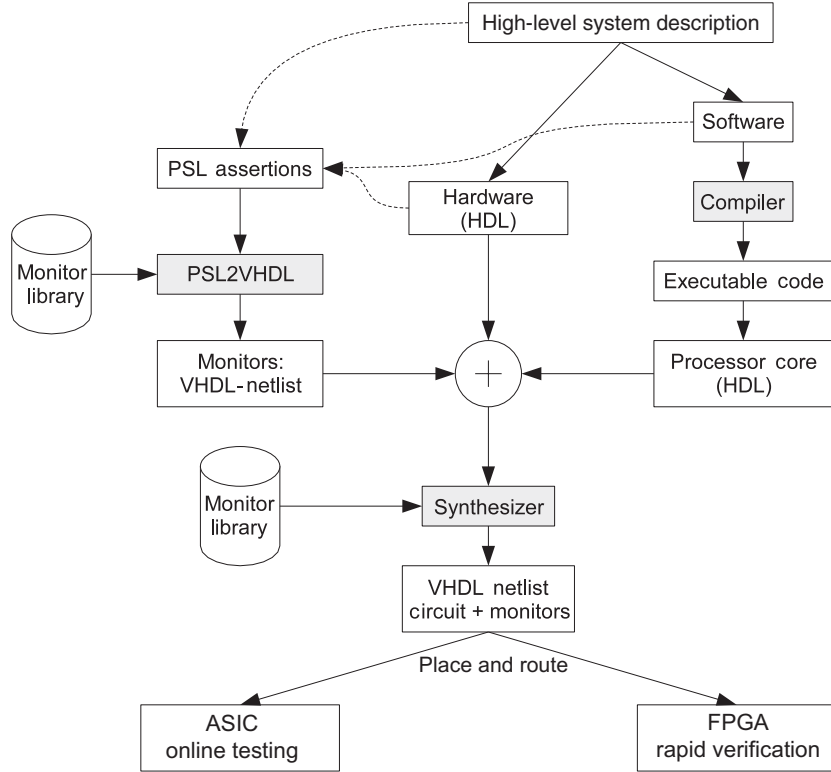 High-level system description
Software
PSL assertions
Hardware
(HDL)
Compiler
Monitor
library
PSL2VHDL
Executable code
Monitors:
VHDL-netlist
+
Processor core
(HDL)
Monitor
library
Synthesizer
VHDL netlist
circuit + monitors
Place and route
ASIC
online testing
FPGA
rapid verification